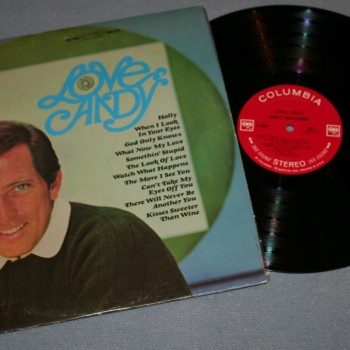 LOVE,
ANDY
Holly
When I Look
In Your Eyes
God Only Knows
What Now My Love
Somethin' Stupid
The Look Of Love
Watch What Happens
The More I See You
Can't Take My
Eyes Off You
There Will Never Be
Another You
Kisses Sweeter
Than Wine
COLUMBIA
STEREO